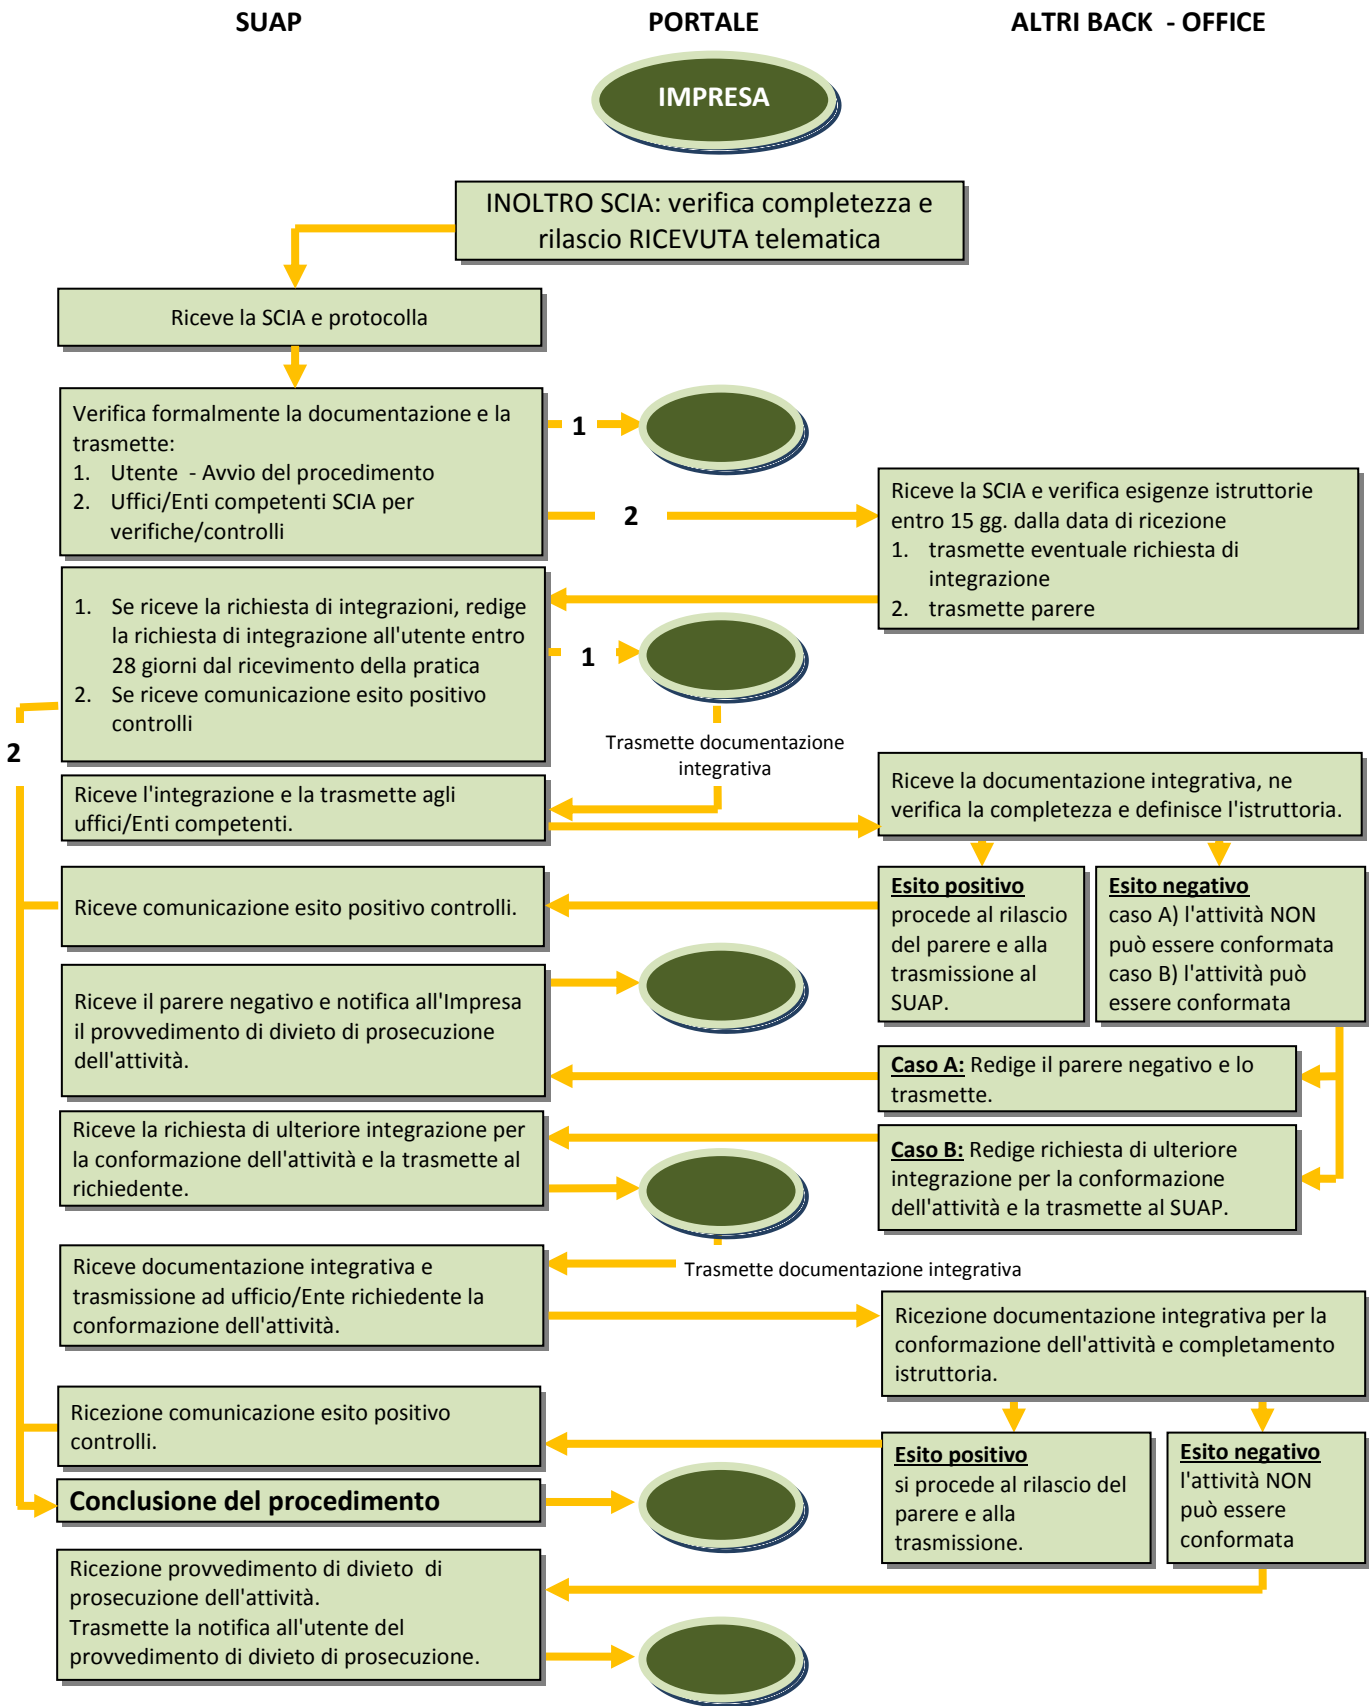 SUAP
PORTALE
ALTRI BACK - OFFICE
IMPRESA
INOLTRO SCIA: verifica completezza e
rilascio RICEVUTA telematica
Riceve la SCIA e protocolla
Verifica formalmente la documentazione e la
trasmette:
1. Utente - Avvio del procedimento
2. Uffici/Enti competenti SCIA per
verifiche/controlli
1
2
Riceve la SCIA e verifica esigenze istruttorie
entro 15 gg. dalla data di ricezione
1. trasmette eventuale richiesta di
integrazione
2. trasmette parere
1. Se riceve la richiesta di integrazioni, redige
la richiesta di integrazione all'utente entro
28 giorni dal ricevimento della pratica
2. Se riceve comunicazione esito positivo
controlli
1
2
Trasmette documentazione
integrativa
Riceve l'integrazione e la trasmette agli
uffici/Enti competenti.
Riceve la documentazione integrativa, ne
verifica la completezza e definisce l'istruttoria.
Riceve comunicazione esito positivo controlli.
Esito positivo
procede al rilascio
del parere e alla
trasmissione al
SUAP.
Esito negativo
caso A) l'attività NON
può essere conformata
caso B) l'attività può
essere conformata
Riceve il parere negativo e notifica all'Impresa
il provvedimento di divieto di prosecuzione
dell'attività.
Caso A: Redige il parere negativo e lo
trasmette.
Riceve la richiesta di ulteriore integrazione per
la conformazione dell'attività e la trasmette al
richiedente.
Caso B: Redige richiesta di ulteriore
integrazione per la conformazione
dell'attività e la trasmette al SUAP.
Trasmette documentazione integrativa
Riceve documentazione integrativa e
trasmissione ad ufficio/Ente richiedente la
conformazione dell'attività.
Ricezione documentazione integrativa per la
conformazione dell'attività e completamento
istruttoria.
Ricezione comunicazione esito positivo
controlli.
Esito positivo
si procede al rilascio del
parere e alla
trasmissione.
Esito negativo
l'attività NON
può essere
conformata
Conclusione del procedimento
Ricezione provvedimento di divieto di
prosecuzione dell'attività.
Trasmette la notifica all'utente del
provvedimento di divieto di prosecuzione.